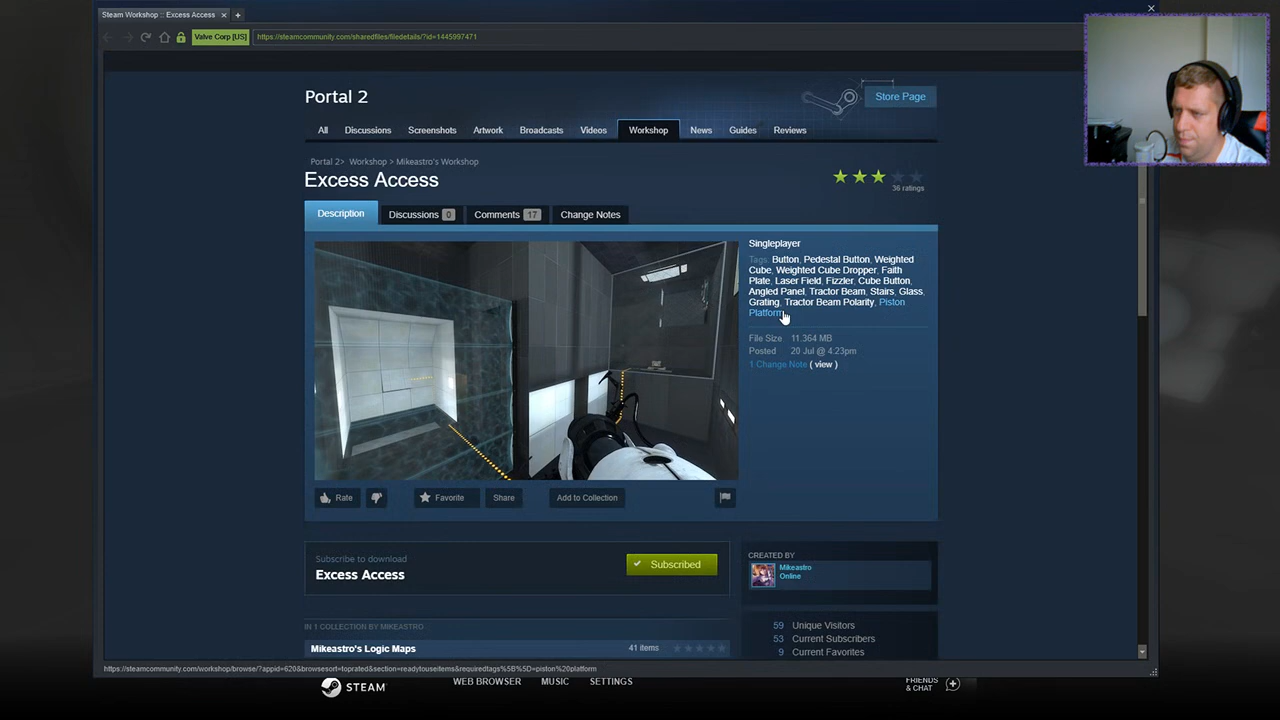 Steam Workshop :: Excess Access
Valve Corp [US]
https://steamcommunity.com/sharedfiles/filedetails/?id=1445997471
Portal 2
Store Page
All
Discussions
Screenshots
Artwork
Broadcasts
Videos
Workshop
News
Guides
Reviews
Portal 2> Workshop > Mikeastro's Workshop
Excess Access
36 ratings
Description
Discussions 0
Comments 17
Change Notes
Singleplayer
Tags: Button, Pedestal Button, Weighted
Cube, Weighted Cube Dropper, Faith
Plate, Laser Field, Fizzler, Cube Button,
Angled Panel, Tractor Beam, Stairs, Glass,
Grating, Tractor Beam Polarity, Piston
Platform
File Size 11.364 MB
Posted 20 Jul @ 4:23pm
1 Change Note ( view )
Rate
Favorite
Share
Add to Collection
Subscribe to download
Excess Access
Subscribed
CREATED BY
Mikeastro
Online
IN 1 COLLECTION BY MIKEASTRO
Mikeastro's Logic Maps
41 items
59 Unique Visitors
53 Current Subscribers
9 Current Favorites
https://steamcommunity.com/workshop/browse/?appid=620&browsesort=toprated&section=readytouseitems&requiredtags%5B%5D=piston%20platform
STEAM
WEB BROWSER
MUSIC
SETTINGS
FRIENDS
& CHAT